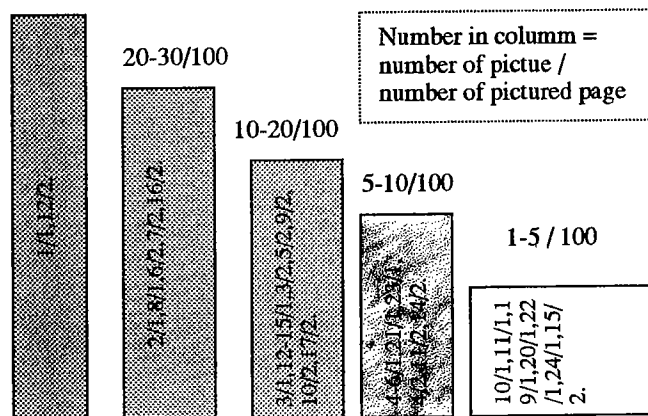 20-30/100
Number in columm =
number of pictue /
number of pictured page
10-20/100
5-10/100
1-5 / 100
1/1,12/2.
2/1,8/1,6/2,7/2,16/2.
3/1,12-15/1,3/2,5/2,9/2,
10/2,17/2.
10/1,11/1,1
9/1,20/1,22
/1,24/1,15/
2.